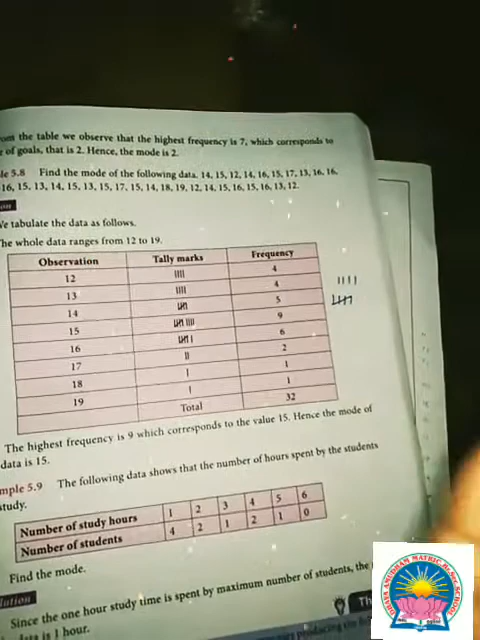 the table we observe that the highest frequency is 7, which corresponds to
of goals, that is 2. Hence, the mode is 2.
5.8 Find the mode of the following data. 14, 15, 12, 14, 16, 15, 17, 13, 16, 16,
16, 15, 13, 14, 15, 13, 15, 17, 15, 14, 18, 19, 12, 14, 15, 16, 15, 16, 13, 12.
We tabulate the data as follows.
The whole data ranges from 12 to 19.
Observation Tally marks Frequency
12 |||| 4
13 |||| 4
14 5
15 9
16 6
17 || 2
18 | 1
19 | 1
Total 32
The highest frequency is 9 which corresponds to the value 15. Hence the mode of
data is 15.
mple 5.9 The following data shows that the number of hours spent by the students
study.
Number of study hours 1 2 3 4 5 6
Number of students 4 2 1 2 1 0
Find the mode.
lution
Since the one hour study time is spent by maximum number of students, the
is 1 hour.
Th